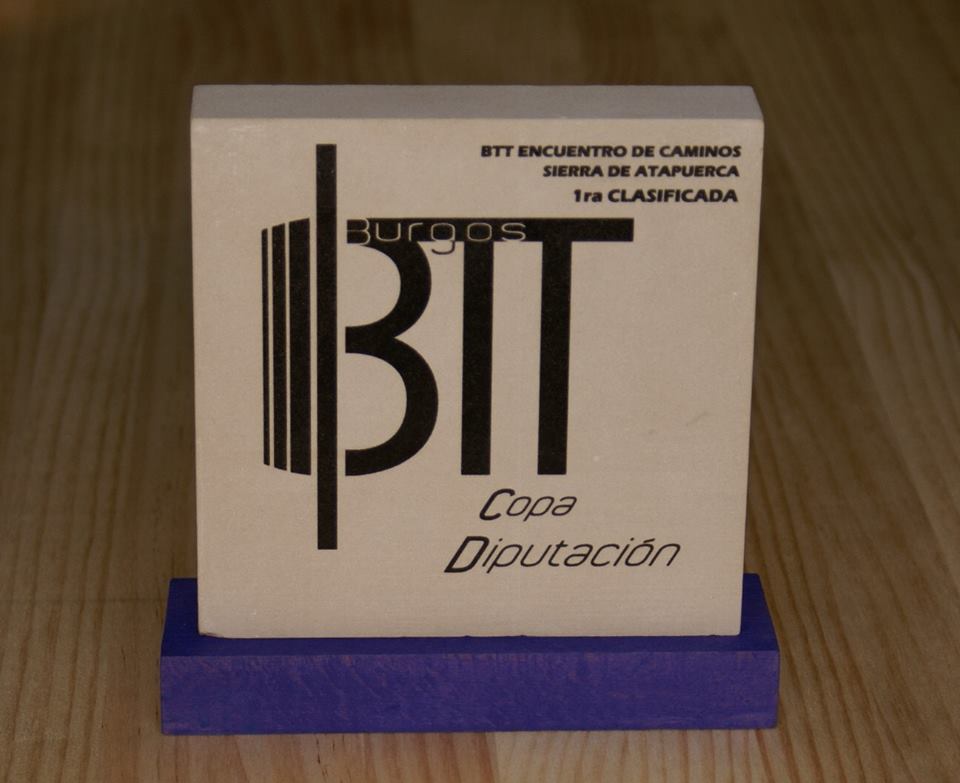 BTT ENCUENTRO DE CAMINOS
SIERRA DE ATAPUERCA
1ra CLASIFICADA
Burgos
BTT
Copa
Diputación